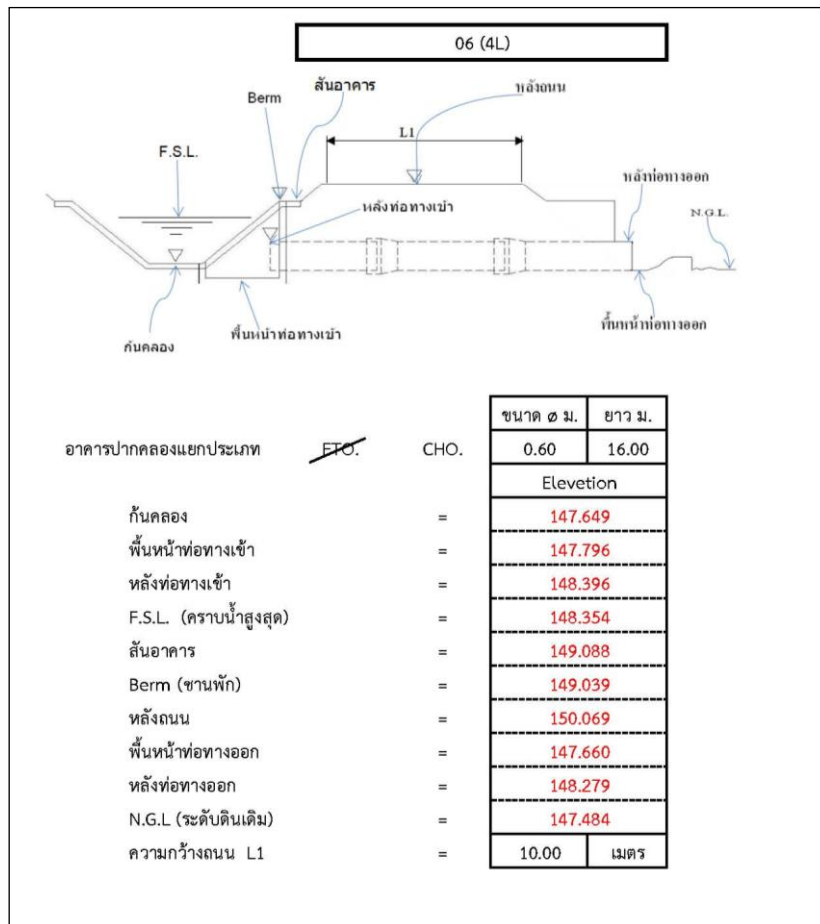 06 (4L)
สันอาคาร
หลังถนน
Berm
L1
F.S.L.
หลังท่อทางออก
หลังท่อทางเข้า
N.G.L.
พื้นหน้าท่อทางออก
พื้นหน้าท่อทางเข้า
ก้นคลอง
ขนาด ø ม. ยาว ม.
อาคารปากคลองแยกประเภท FTO. CHO. 0.60 16.00
Elevetion
ก้นคลอง = 147.649
พื้นหน้าท่อทางเข้า = 147.796
หลังท่อทางเข้า = 148.396
F.S.L. (คราบน้ำสูงสุด) = 148.354
สันอาคาร = 149.088
Berm (ชานพัก) = 149.039
หลังถนน = 150.069
พื้นหน้าท่อทางออก = 147.660
หลังท่อทางออก = 148.279
N.G.L (ระดับดินเดิม) = 147.484
ความกว้างถนน L1 = 10.00 เมตร